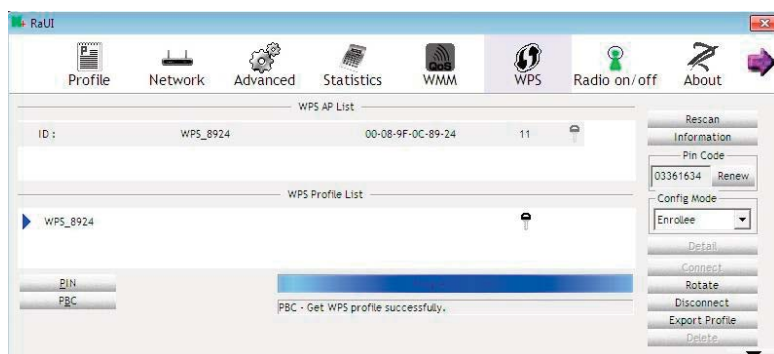 RaUI
Profile Network Advanced Statistics QoS WMM WPS Radio on/off About
WPS AP List
ID : WPS_8924 00-08-9F-0C-89-24 11
Rescan
Information
Pin Code
03361634 Renew
Config Mode
Enrollee
WPS Profile List
WPS_8924
Detail
Connect
Rotate
Disconnect
Export Profile
Delete
PIN
PBC
PBC - Get WPS profile successfully.